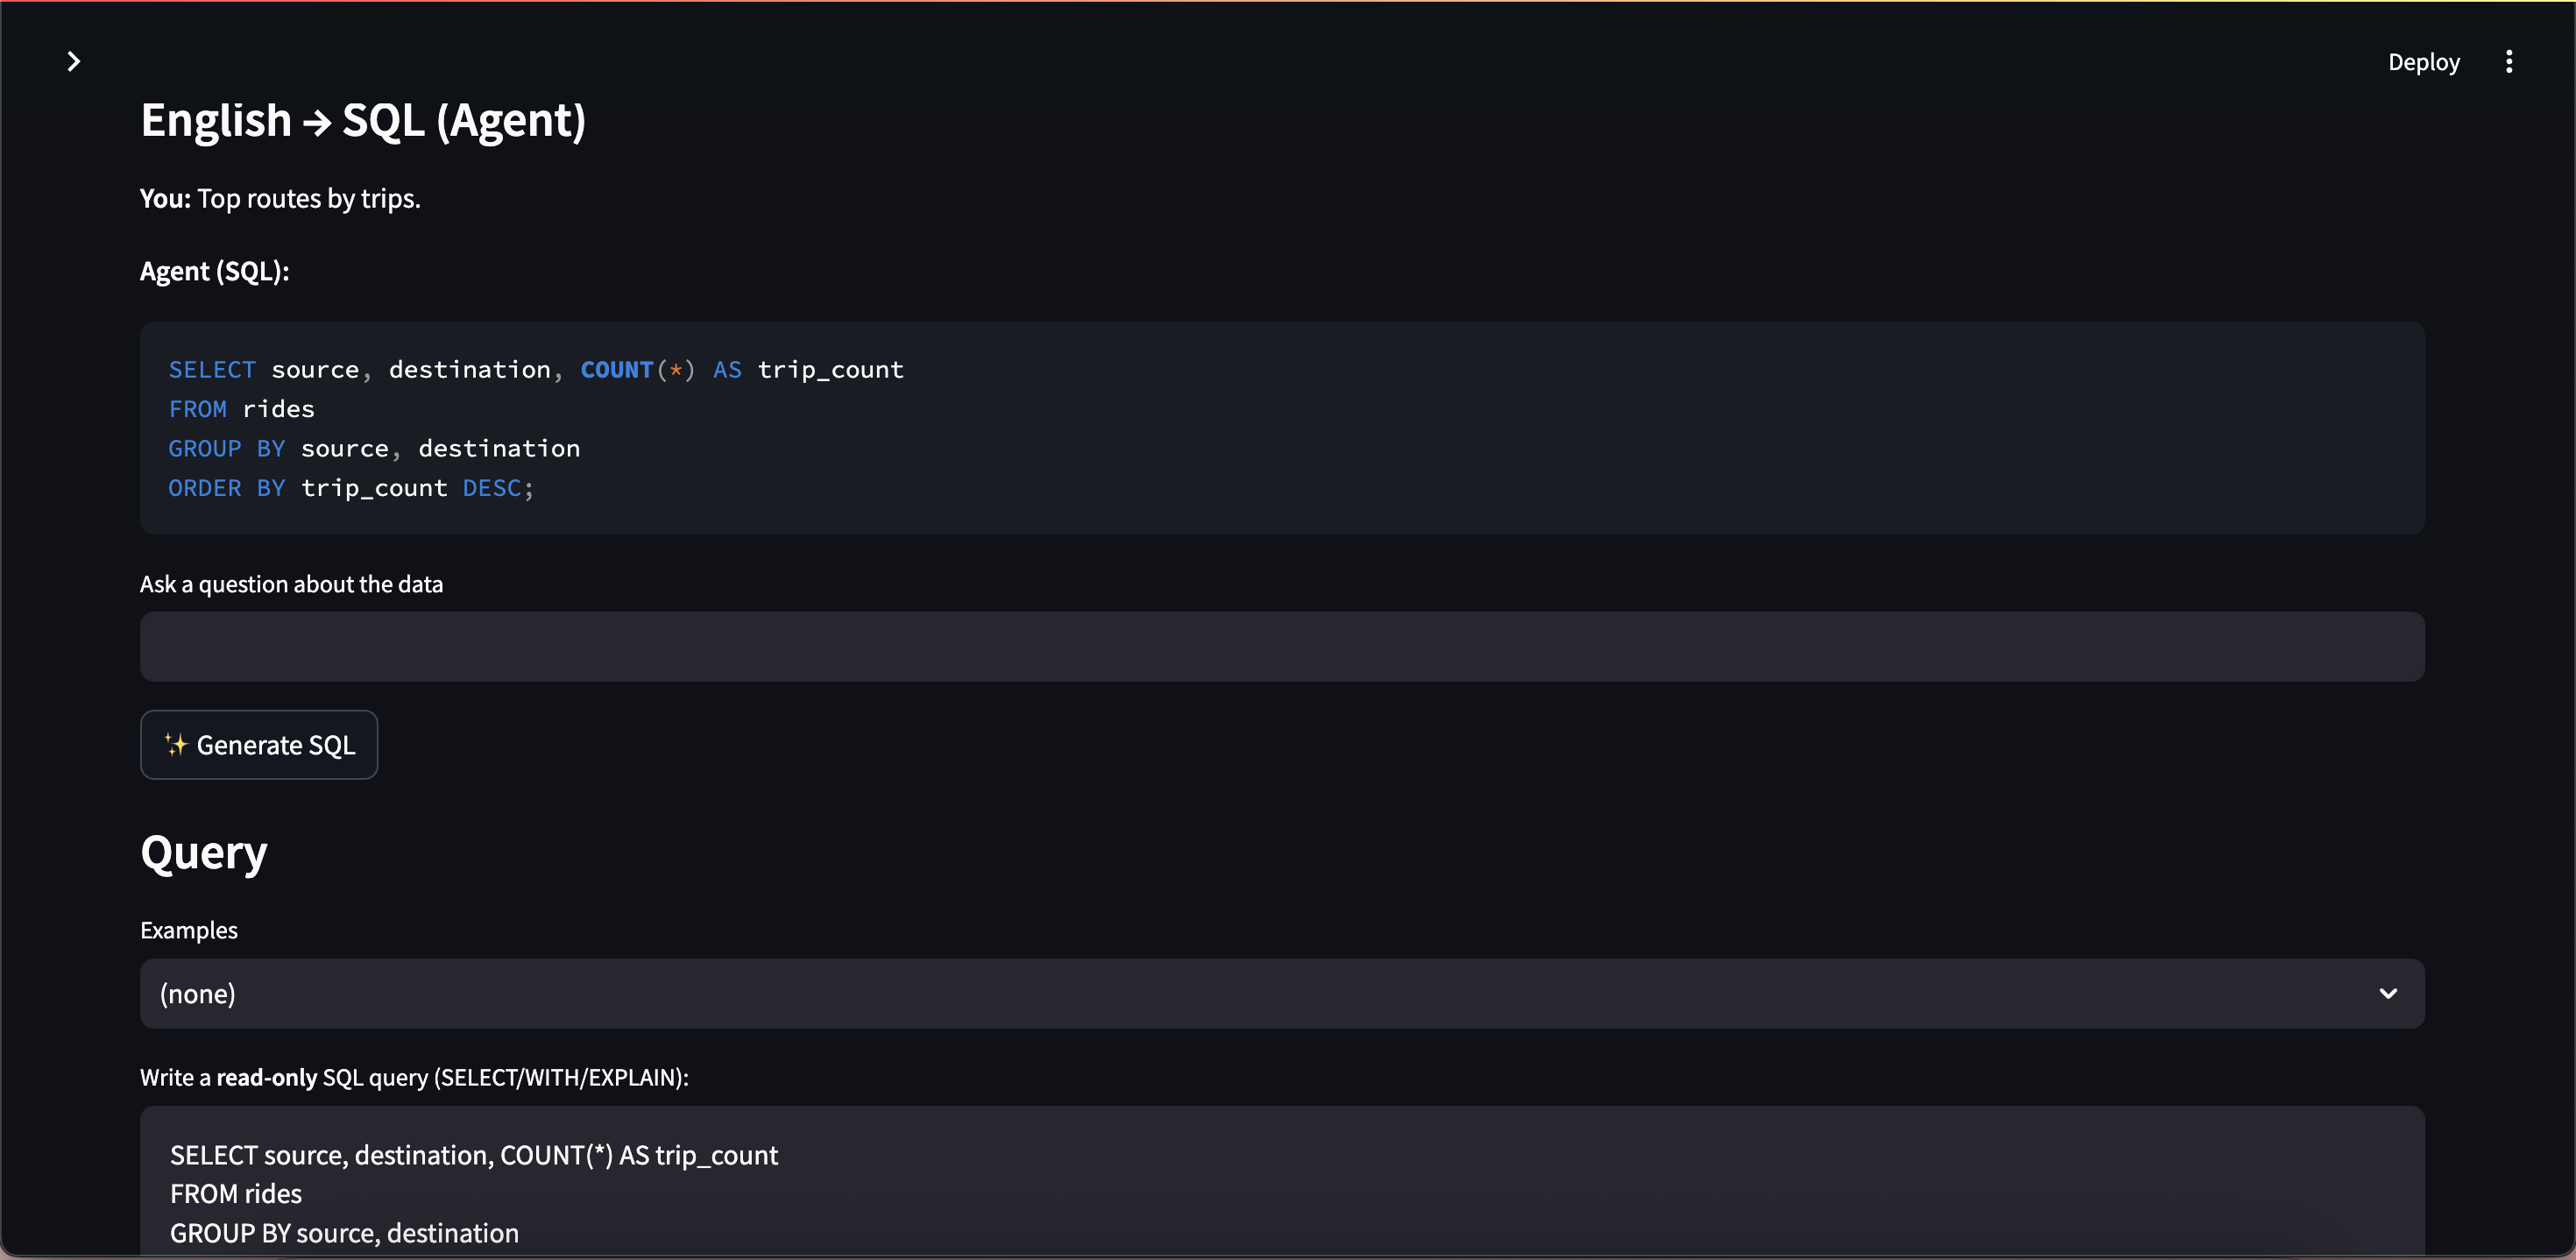 Deploy
English → SQL (Agent)
You: Top routes by trips.
Agent (SQL):
SELECT source, destination, COUNT(*) AS trip_count
FROM rides
GROUP BY source, destination
ORDER BY trip_count DESC;
Ask a question about the data
✨ Generate SQL
Query
Examples
(none)
Write a read-only SQL query (SELECT/WITH/EXPLAIN):
SELECT source, destination, COUNT(*) AS trip_count
FROM rides
GROUP BY source, destination